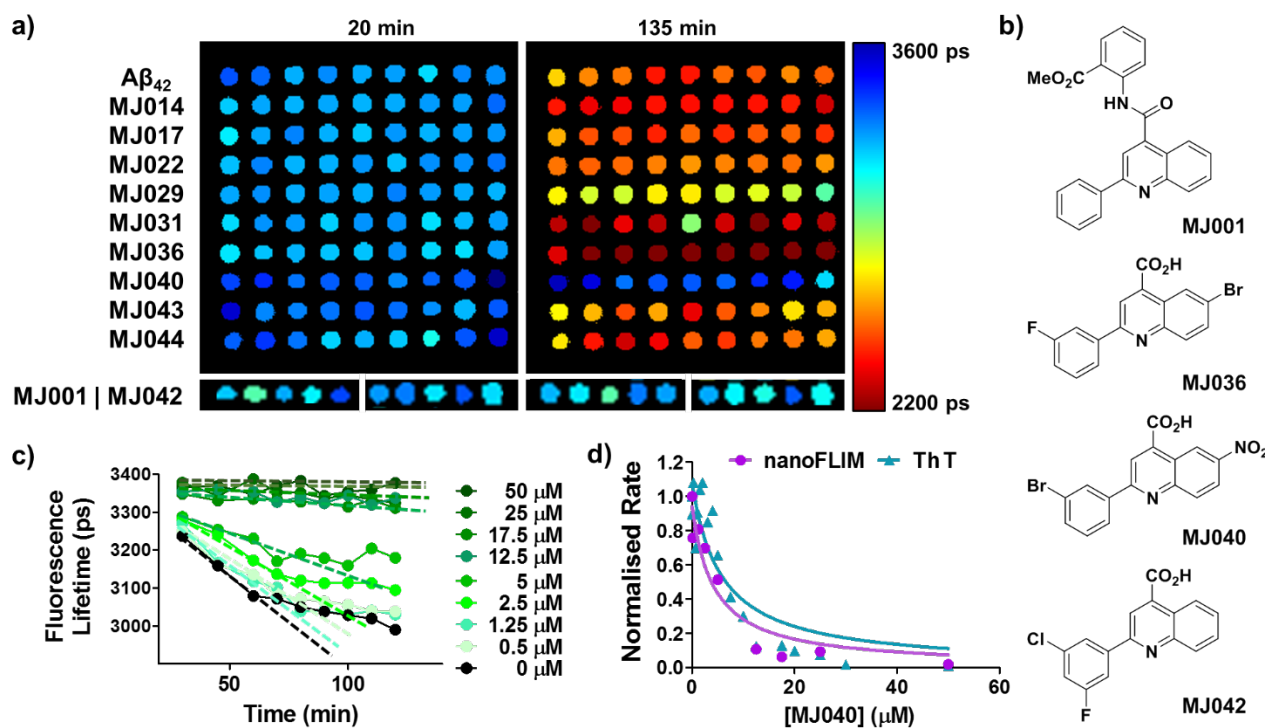 a)
20 min
135 min
Aβ₄₂
MJ014
MJ017
MJ022
MJ029
MJ031
MJ036
MJ040
MJ043
MJ044
MJ001 | MJ042
3600 ps
2200 ps
b)
MeO₂C
HN
O
N
MJ001
CO₂H
Br
F
N
MJ036
CO₂H
NO₂
Br
N
MJ040
CO₂H
Cl
N
F
MJ042
c)
Fluorescence
Lifetime (ps)
3400
3300
3200
3100
3000
50
100
Time (min)
50 µM
25 µM
17.5 µM
12.5 µM
5 µM
2.5 µM
1.25 µM
0.5 µM
0 µM
d)
nanoFLIM
Th T
Normalised Rate
1.2
1.0
0.8
0.6
0.4
0.2
0.0
0
20
40
60
[MJ040] (µM)